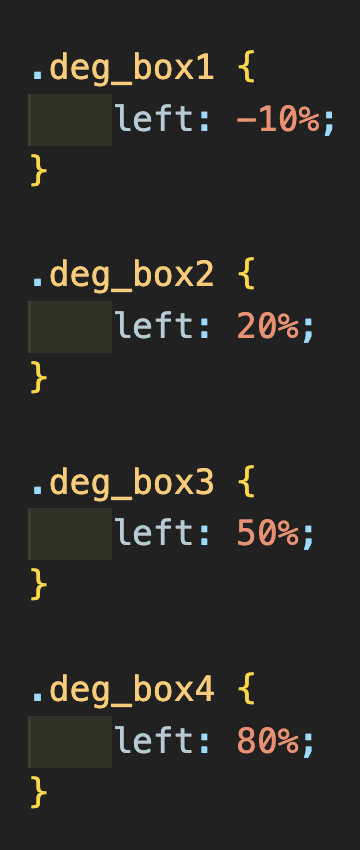 .deg_box1 {
    left: -10%;
}

.deg_box2 {
    left: 20%;
}

.deg_box3 {
    left: 50%;
}

.deg_box4 {
    left: 80%;
}